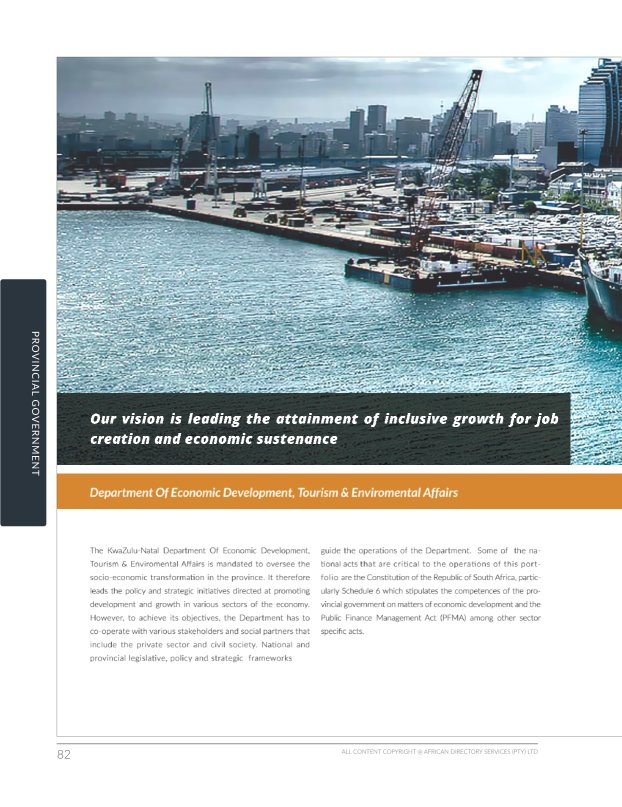 PROVINCIAL GOVERNMENT
Our vision is leading the attainment of inclusive growth for job
creation and economic sustenance
Department Of Economic Development, Tourism & Enviromental Affairs
The KwaZulu-Natal Department Of Economic Development,
Tourism & Enviromental Affairs is mandated to oversee the
socio-economic transformation in the province. It therefore
leads the policy and strategic initiatives directed at promoting
development and growth in various sectors of the economy.
However, to achieve its objectives, the Department has to
co-operate with various stakeholders and social partners that
include the private sector and civil society. National and
provincial legislative, policy and strategic frameworks
guide the operations of the Department. Some of the na-
tional acts that are critical to the operations of this port-
folio are the Constitution of the Republic of South Africa, partic-
ularly Schedule 6 which stipulates the competences of the pro-
vincial government on matters of economic development and the
Public Finance Management Act (PFMA) among other sector
specific acts.
82
ALL CONTENT COPYRIGHT @ AFRICAN DIRECTORY SERVICES (PTY) LTD